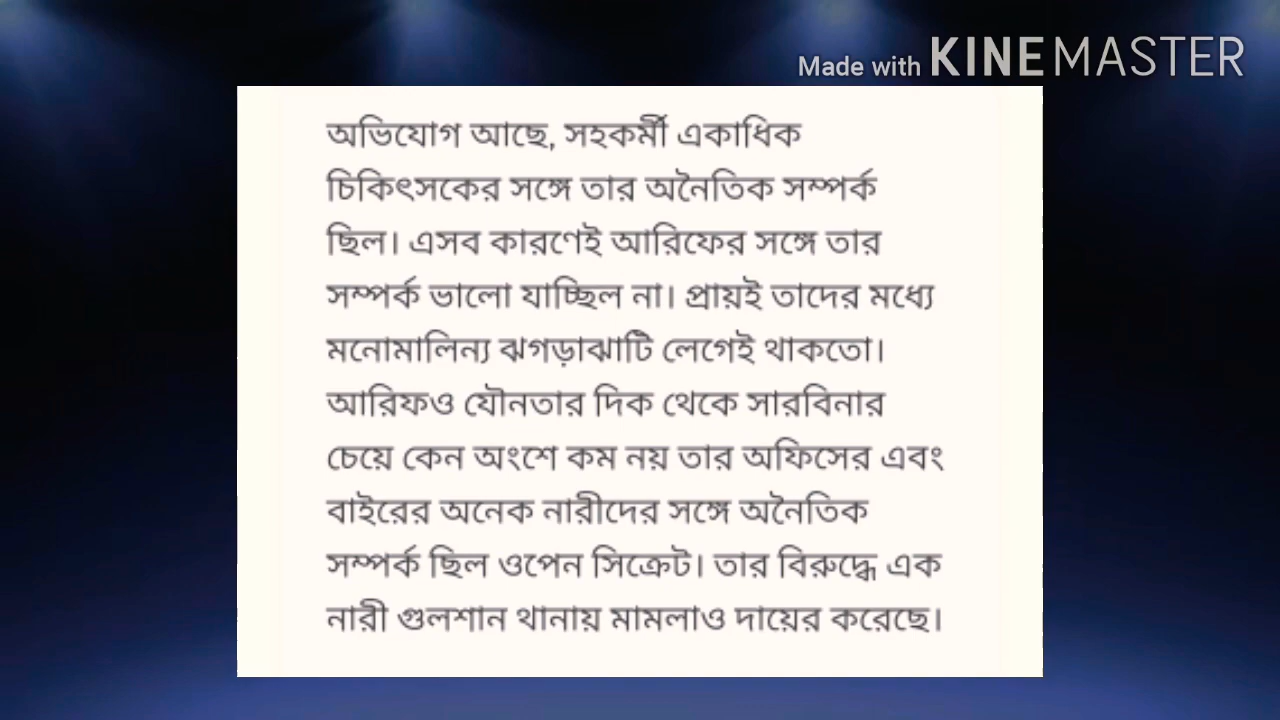 Made with KINEMASTER
অভিযোগ আছে, সহকর্মী একাধিক
চিকিৎসকের সঙ্গে তার অনৈতিক সম্পর্ক
ছিল। এসব কারণেই আরিফের সঙ্গে তার
সম্পর্ক ভালো যাচ্ছিল না। প্রায়ই তাদের মধ্যে
মনোমালিন্য ঝগড়াঝাটি লেগেই থাকতো।
আরিফও যৌনতার দিক থেকে সারবিনার
চেয়ে কেন অংশে কম নয় তার অফিসের এবং
বাইরের অনেক নারীদের সঙ্গে অনৈতিক
সম্পর্ক ছিল ওপেন সিক্রেট। তার বিরুদ্ধে এক
নারী গুলশান থানায় মামলাও দায়ের করেছে।